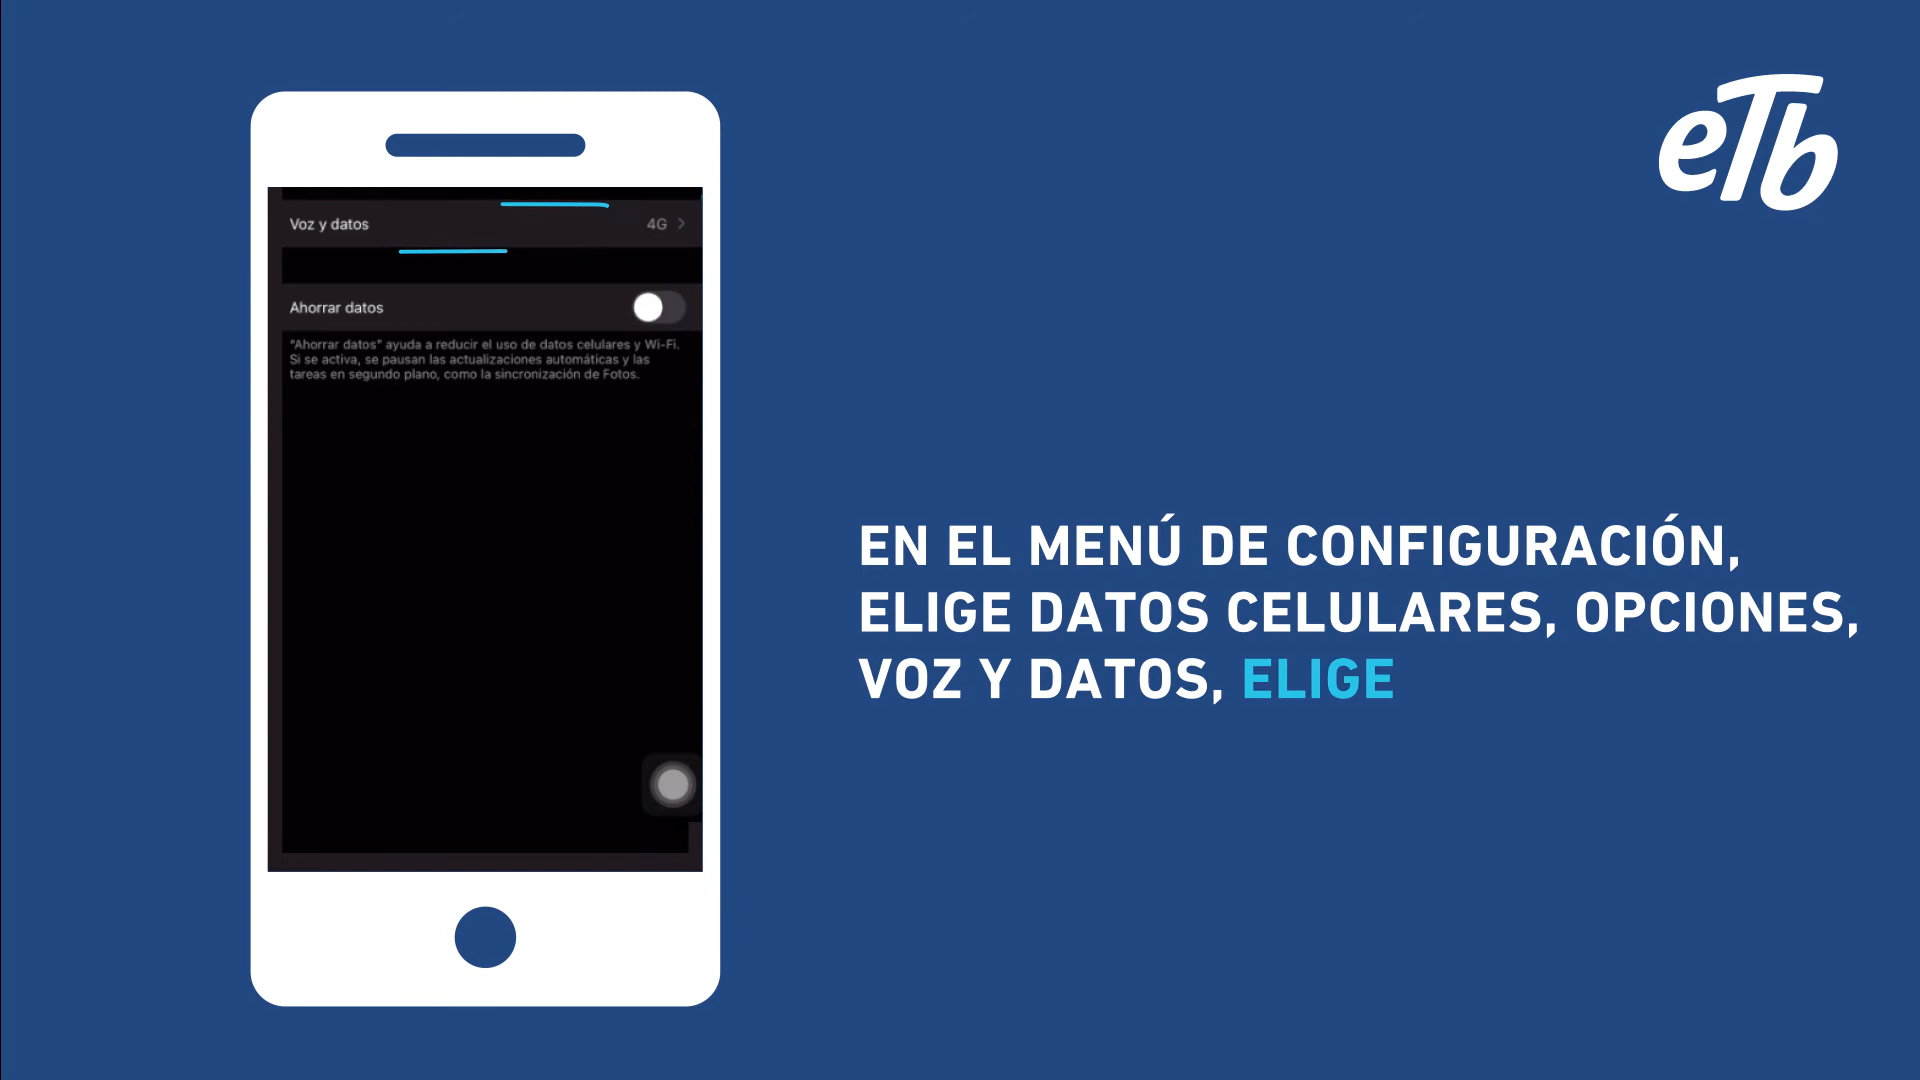 eTb
Voz y datos 4G
Ahorrar datos
"Ahorrar datos" ayuda a reducir el uso de datos celulares y Wi-Fi.
Si se activa, se pausan las actualizaciones automáticas y las
tareas en segundo plano, como la sincronización de Fotos.
EN EL MENÚ DE CONFIGURACIÓN,
ELIGE DATOS CELULARES, OPCIONES,
VOZ Y DATOS, ELIGE